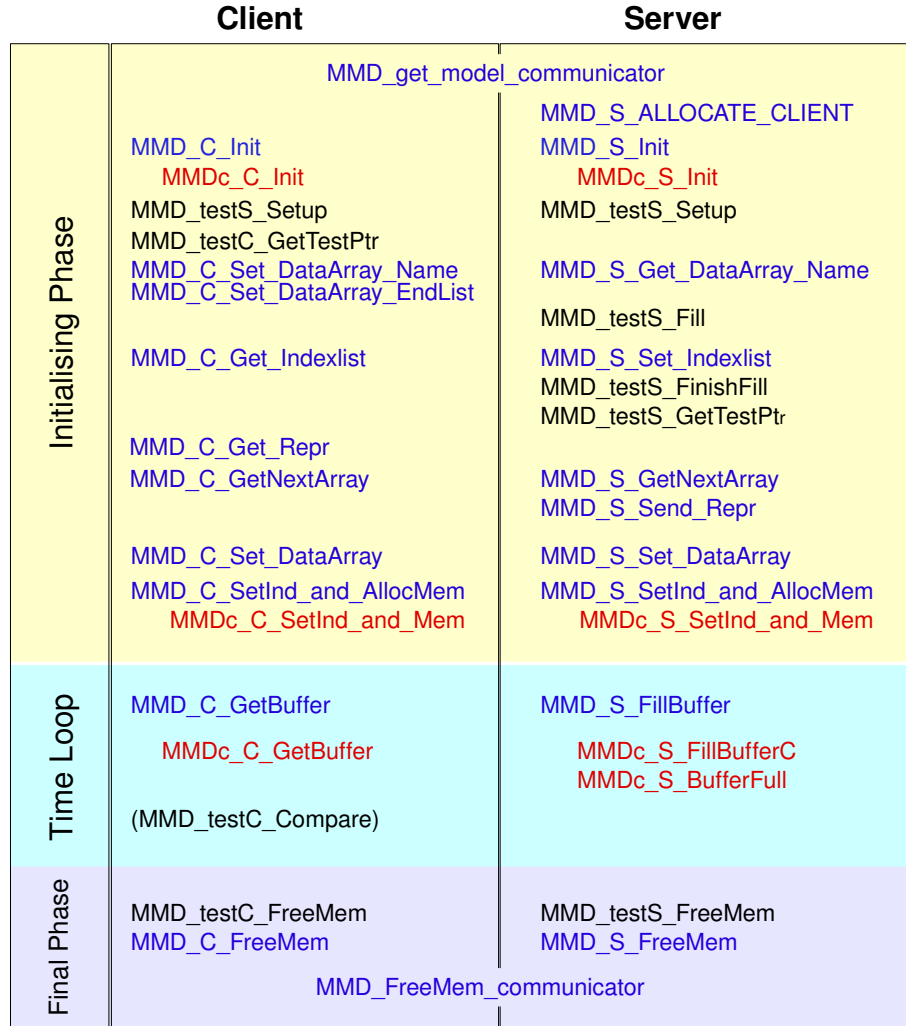 Client Server
Initialising Phase
MMD_get_model_communicator
MMD_S_ALLOCATE_CLIENT
MMD_C_Init MMD_S_Init
MMDc_C_Init MMDc_S_Init
MMD_testS_Setup MMD_testS_Setup
MMD_testC_GetTestPtr
MMD_C_Set_DataArray_Name MMD_S_Get_DataArray_Name
MMD_C_Set_DataArray_EndList
MMD_testS_Fill
MMD_C_Get_Indexlist MMD_S_Set_Indexlist
MMD_testS_FinishFill
MMD_testS_GetTestPtr
MMD_C_Get_Repr
MMD_C_GetNextArray MMD_S_GetNextArray
MMD_S_Send_Repr
MMD_C_Set_DataArray MMD_S_Set_DataArray
MMD_C_SetInd_and_AllocMem MMD_S_SetInd_and_AllocMem
MMDc_C_SetInd_and_Mem MMDc_S_SetInd_and_Mem
Time Loop
MMD_C_GetBuffer MMD_S_FillBuffer
MMDc_C_GetBuffer MMDc_S_FillBufferC
MMDc_S_BufferFull
(MMD_testC_Compare)
Final Phase
MMD_testC_FreeMem MMD_testS_FreeMem
MMD_C_FreeMem MMD_S_FreeMem
MMD_FreeMem_communicator